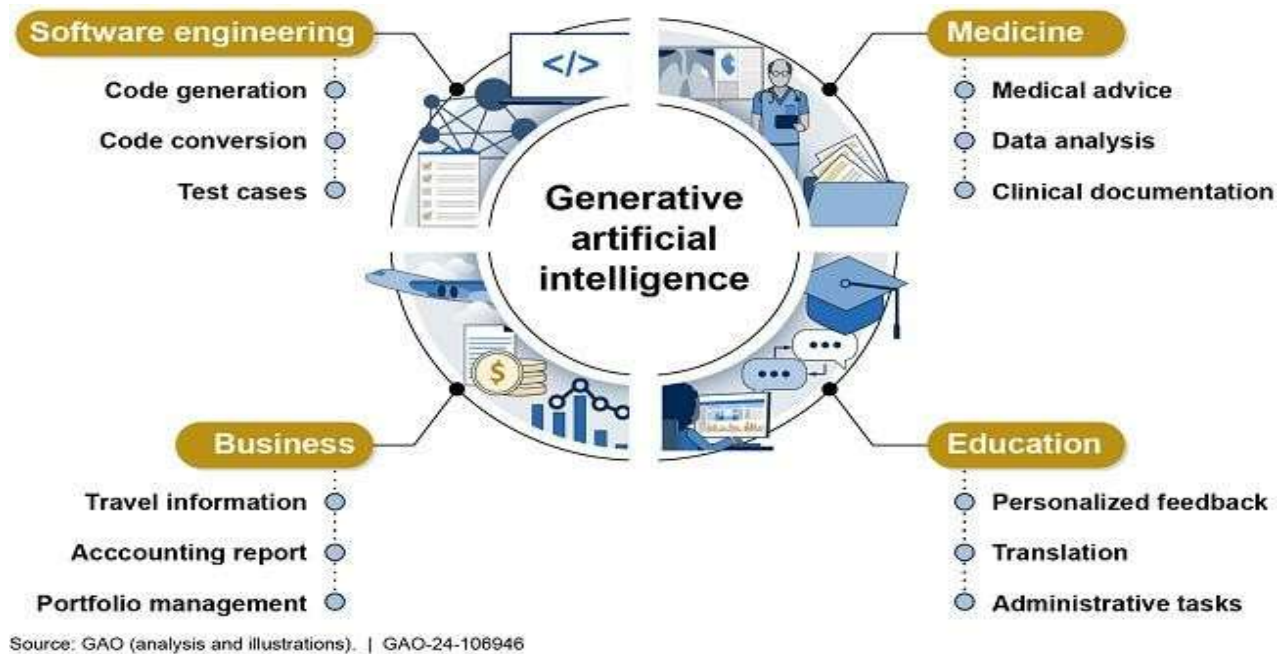 Software engineering
Code generation
Code conversion
Test cases
Medicine
Medical advice
Data analysis
Clinical documentation
</>
Generative
artificial
intelligence
$
Business
Travel information
Acccounting report
Portfolio management
Education
Personalized feedback
Translation
Administrative tasks
Source: GAO (analysis and illustrations). | GAO-24-106946